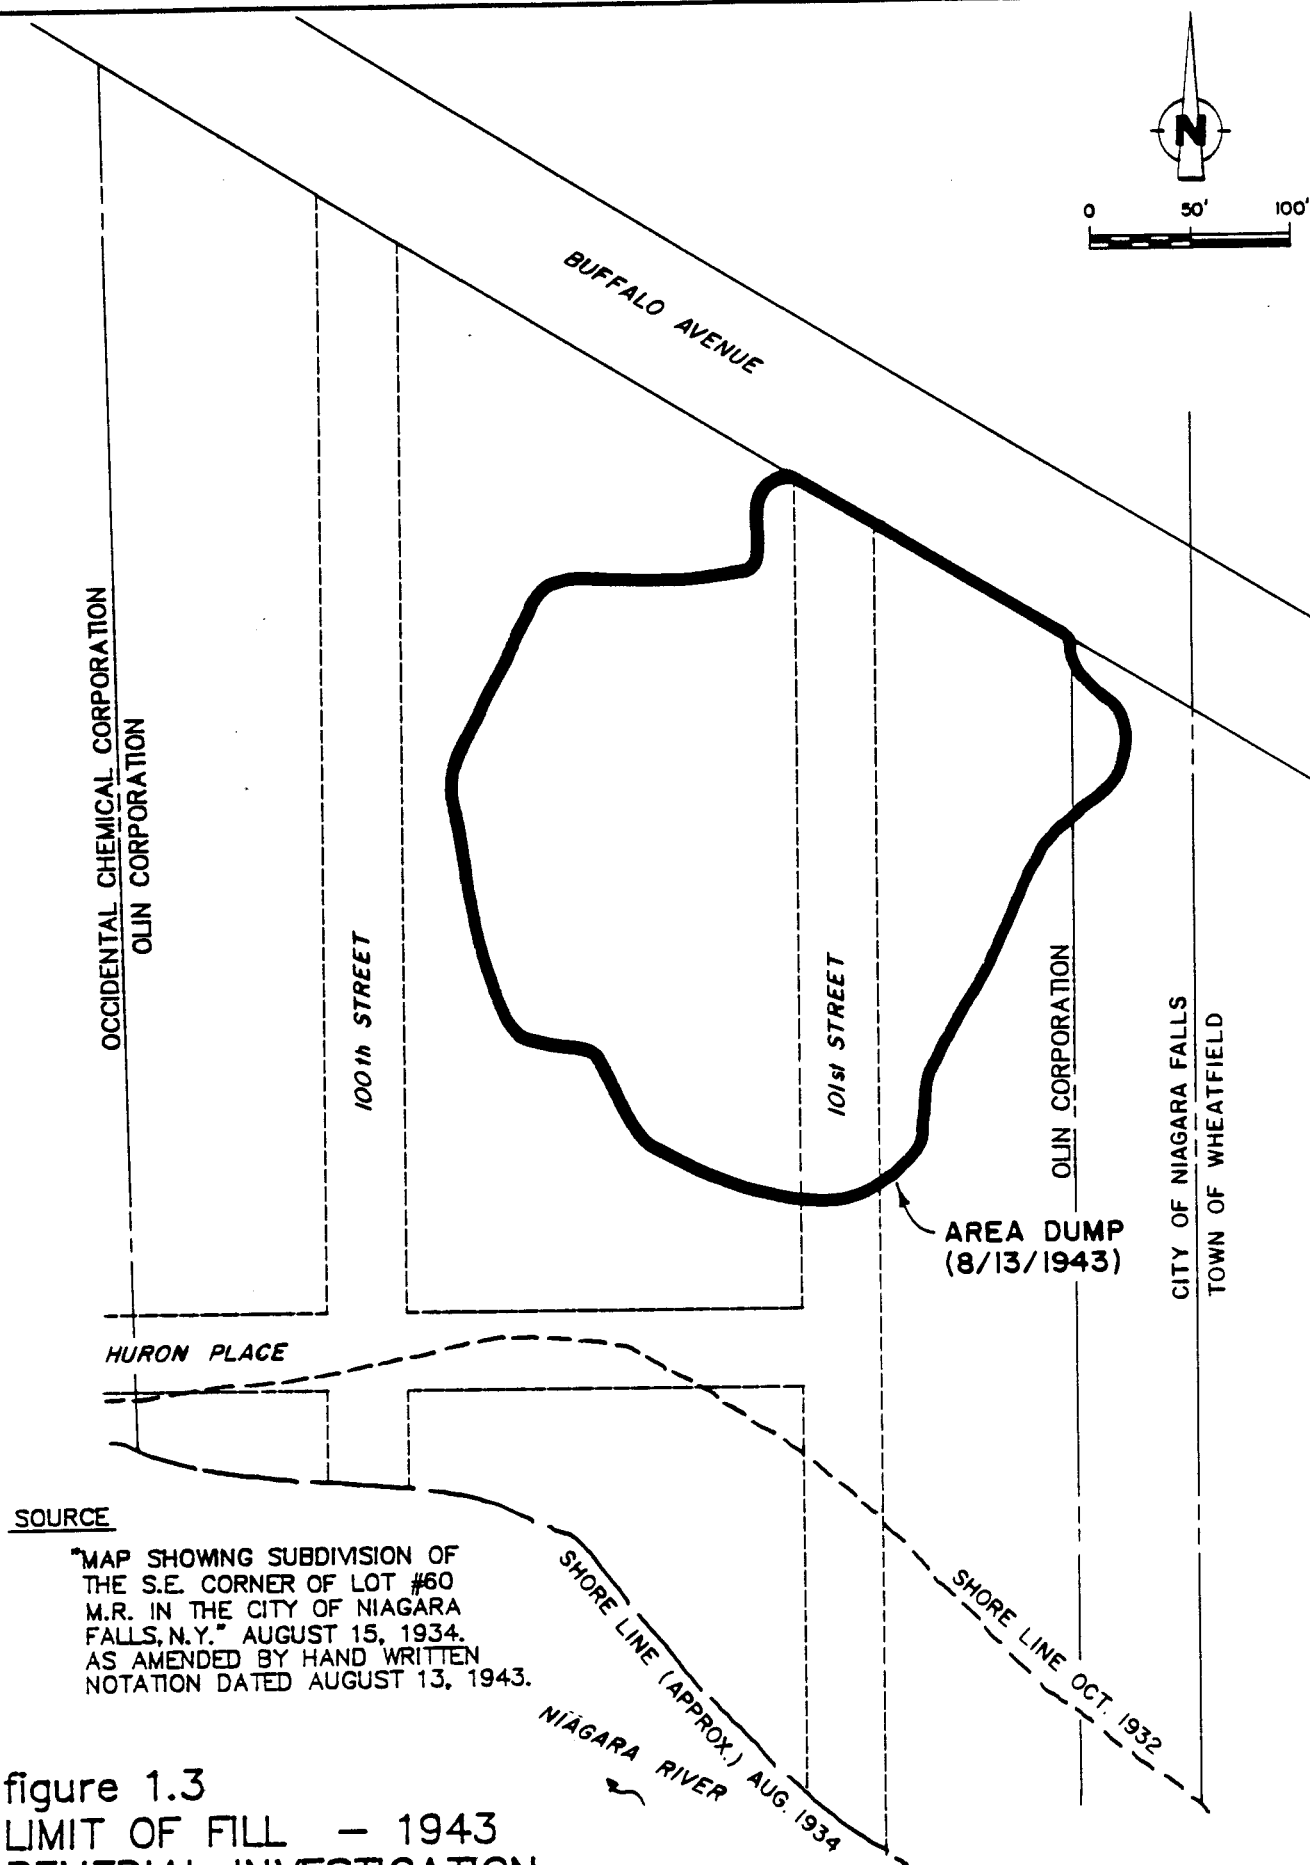 N
0 50' 100'
BUFFALO AVENUE
OCCIDENTAL CHEMICAL CORPORATION
OLIN CORPORATION
100th STREET
101st STREET
OLIN CORPORATION
CITY OF NIAGARA FALLS
TOWN OF WHEATFIELD
AREA DUMP
(8/13/1943)
HURON PLACE
SOURCE
"MAP SHOWING SUBDIVISION OF
THE S.E. CORNER OF LOT #60
M.R. IN THE CITY OF NIAGARA
FALLS, N.Y." AUGUST 15, 1934.
AS AMENDED BY HAND WRITTEN
NOTATION DATED AUGUST 13, 1943.
SHORE LINE (APPROX.) AUG. 1934
SHORE LINE OCT. 1932
NIAGARA RIVER
figure 1.3
LIMIT OF FILL - 1943
REMEDIAL INVESTIGATION